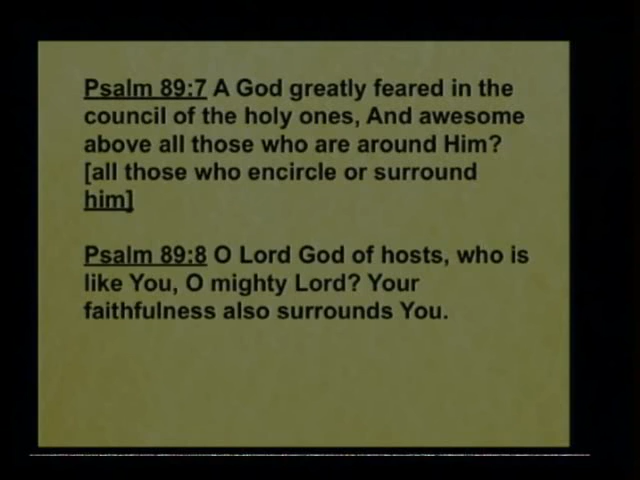 Psalm 89:7 A God greatly feared in the
council of the holy ones, And awesome
above all those who are around Him?
[all those who encircle or surround
him]
Psalm 89:8 O Lord God of hosts, who is
like You, O mighty Lord? Your
faithfulness also surrounds You.